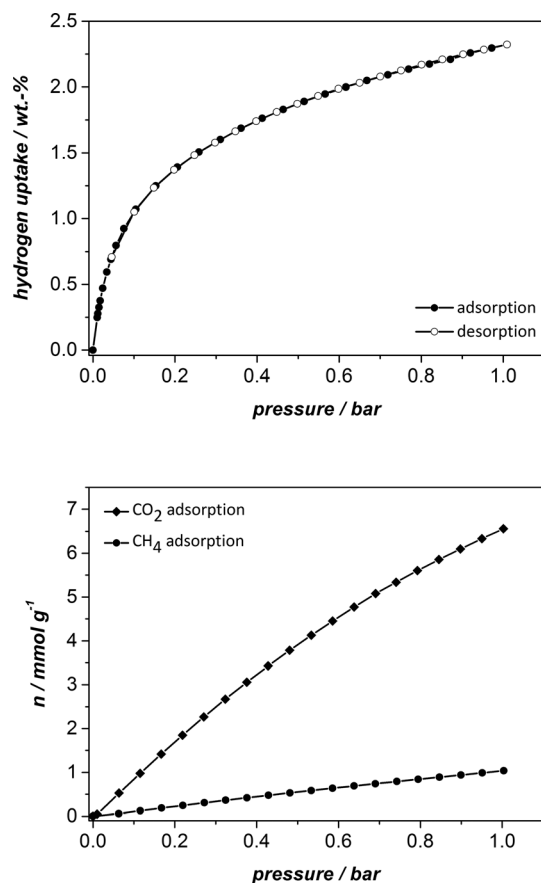 2.5
2.0
1.5
1.0
0.5
0.0
hydrogen uptake / wt.-%
adsorption
desorption
0.0 0.2 0.4 0.6 0.8 1.0
pressure / bar
7
6
5
4
3
2
1
0
n / mmol g-1
CO2 adsorption
CH4 adsorption
0.0 0.2 0.4 0.6 0.8 1.0
pressure / bar